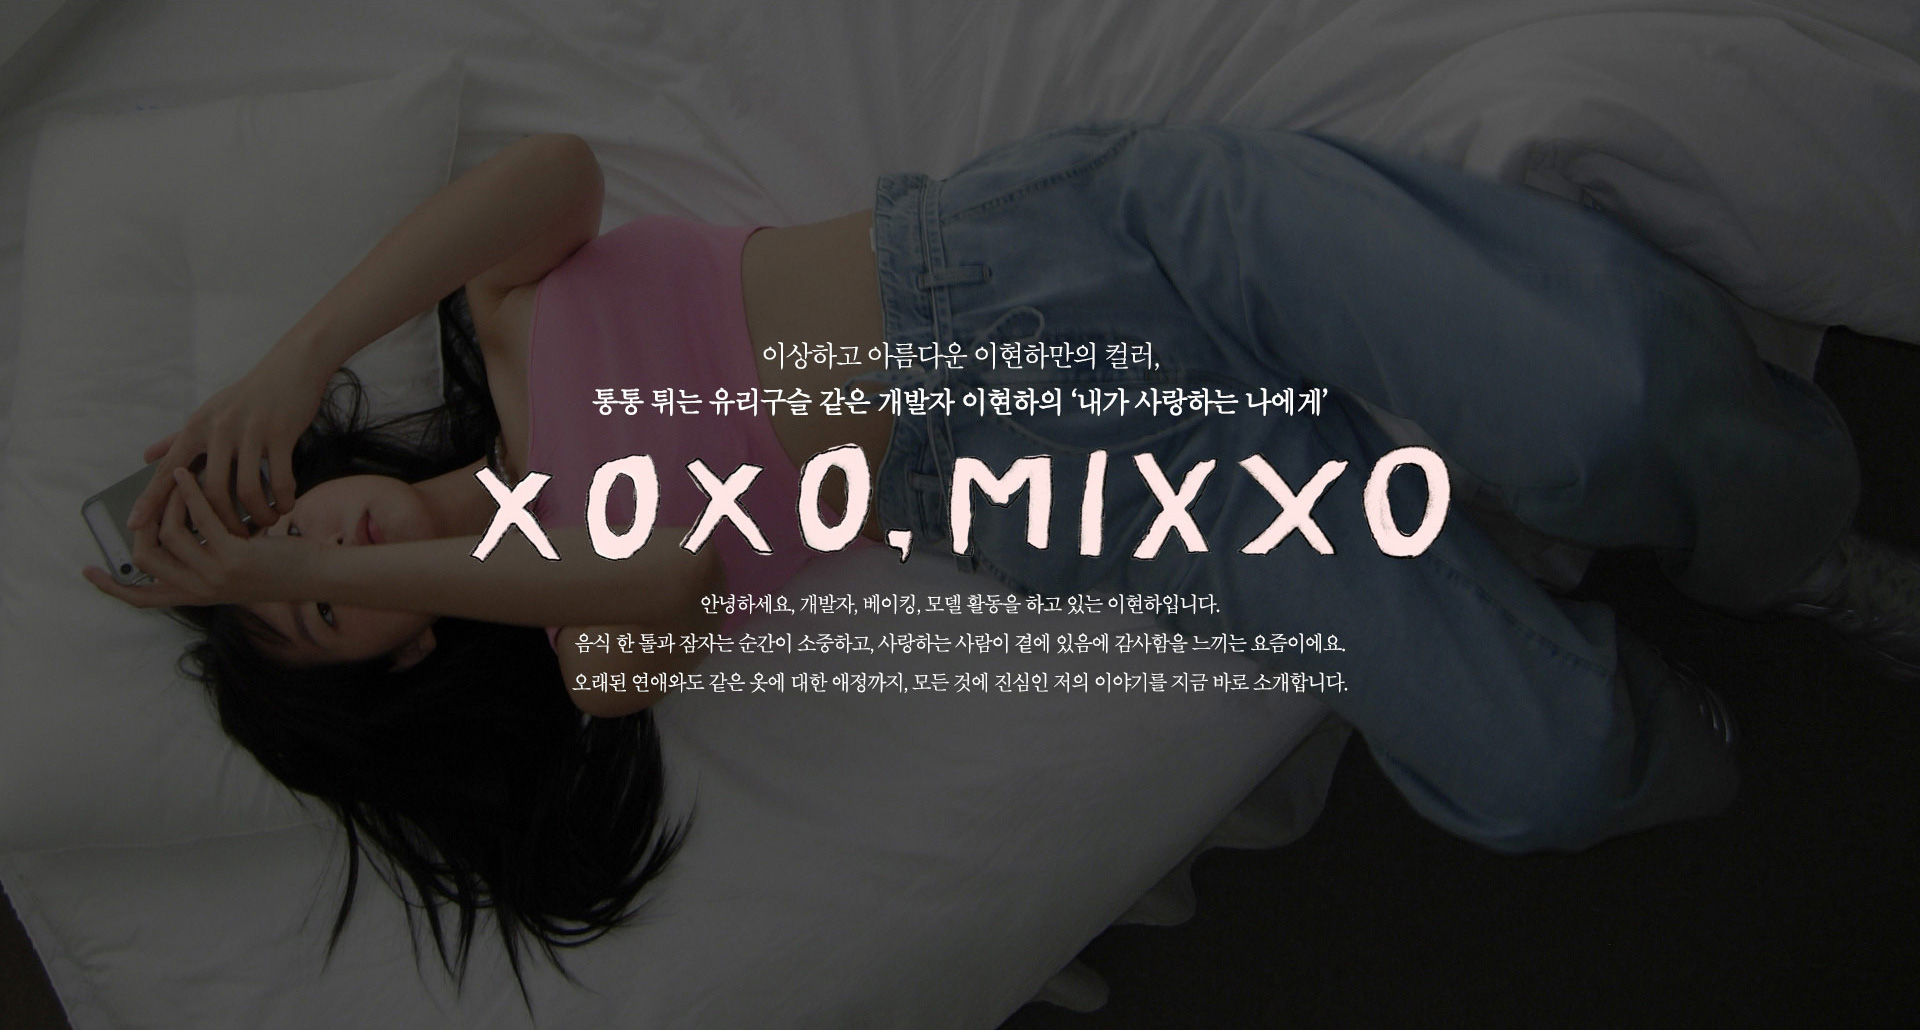 이상하고 아름다운 이현하만의 컬러,
통통 튀는 유리구슬 같은 개발자 이현하의 ‘내가 사랑하는 나에게’
XOXO, MIXXO
안녕하세요, 개발자, 베이킹, 모델 활동을 하고 있는 이현하입니다.
음식 한 톨과 잠자는 순간이 소중하고, 사랑하는 사람이 곁에 있음에 감사함을 느끼는 요즘이에요.
오래된 연애와도 같은 옷에 대한 애정까지, 모든 것에 진심인 저의 이야기를 지금 바로 소개합니다.